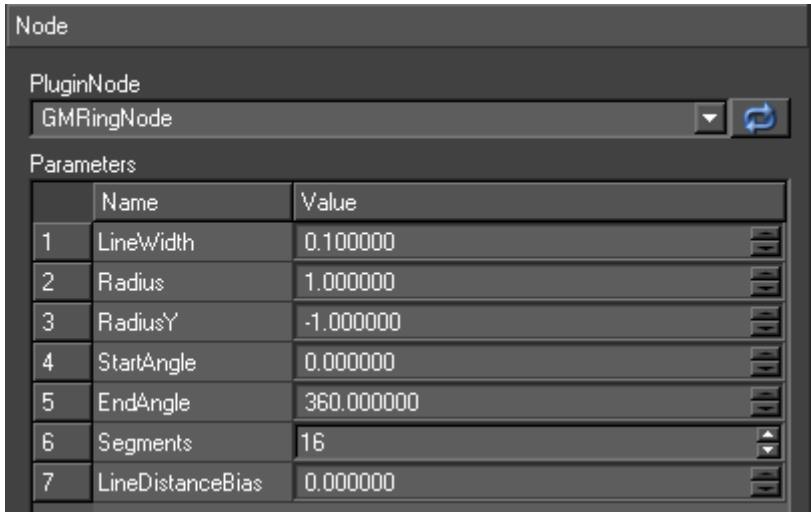 Node
PluginNode
GMRingNode
Parameters
Name Value
1 LineWidth 0.100000
2 Radius 1.000000
3 RadiusY -1.000000
4 StartAngle 0.000000
5 EndAngle 360.000000
6 Segments 16
7 LineDistanceBias 0.000000